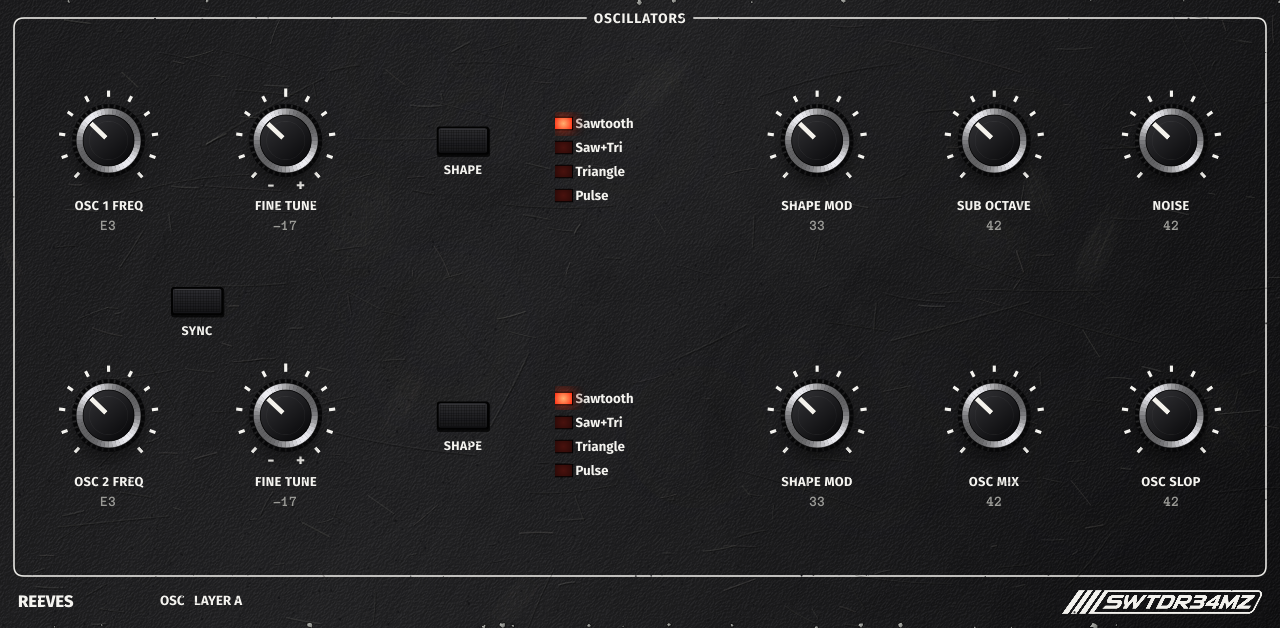 OSCILLATORS
Sawtooth
Saw+Tri
Triangle
Pulse
SHAPE
OSC 1 FREQ
FINE TUNE
- +
SHAPE MOD
SUB OCTAVE
NOISE
E3
-17
33
42
42
SYNC
Sawtooth
Saw+Tri
Triangle
Pulse
SHAPE
- +
OSC 2 FREQ
FINE TUNE
SHAPE MOD
OSC MIX
OSC SLOP
E3
-17
33
42
42
REEVES
OSC LAYER A
SWTDR34MZ